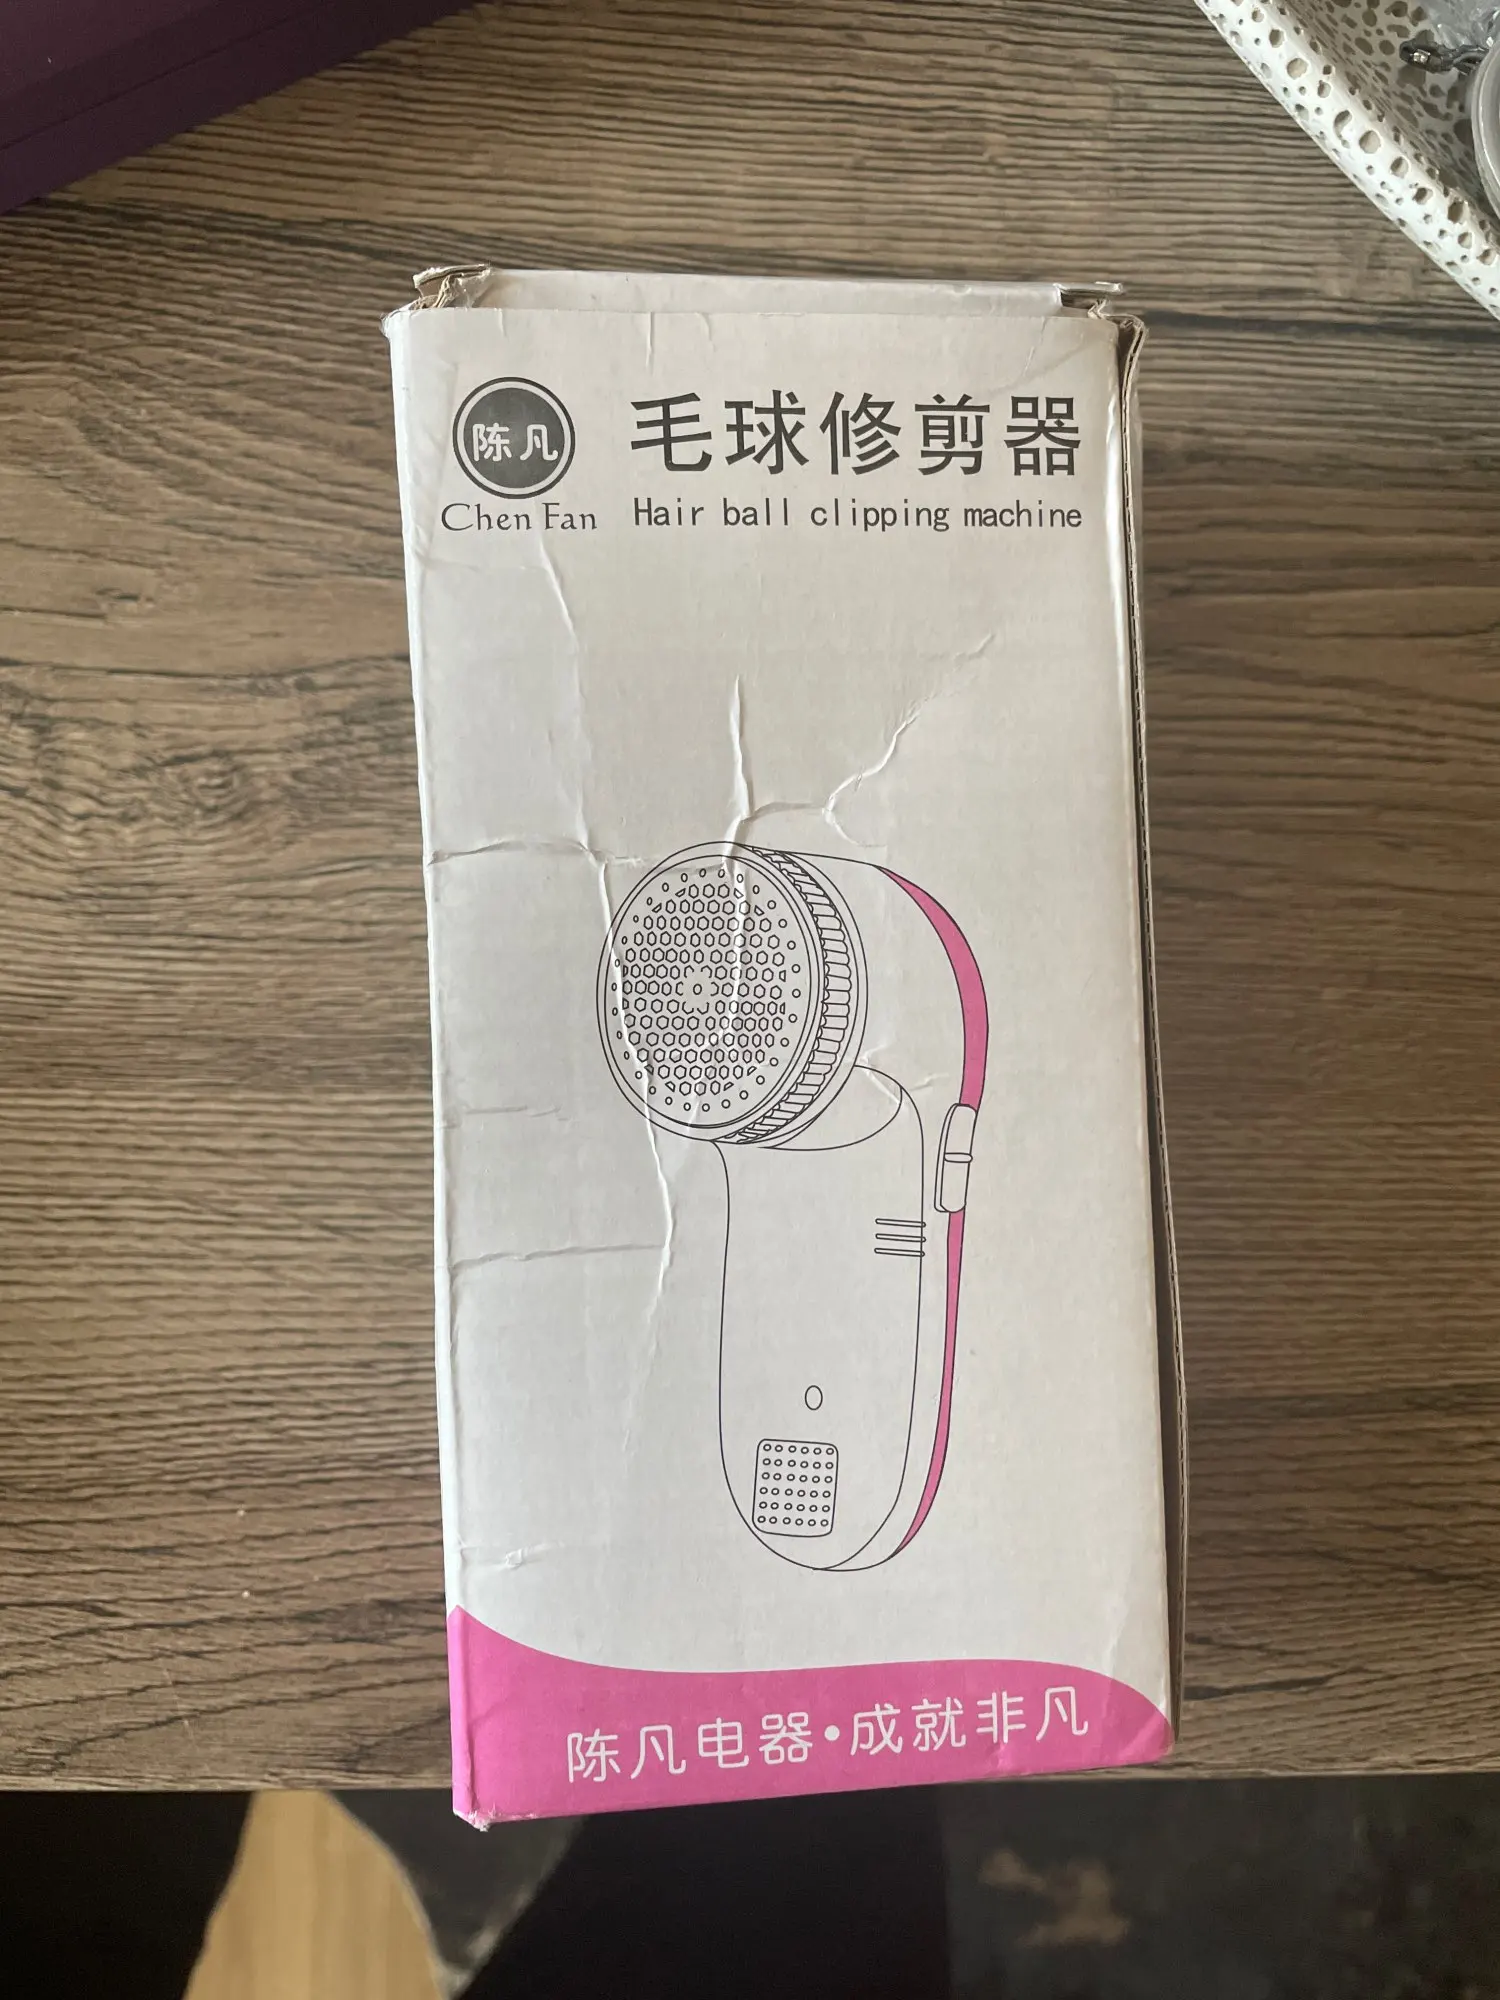 陈凡
Chen Fan
毛球修剪器
Hair ball clipping machine
陈凡电器•成就非凡